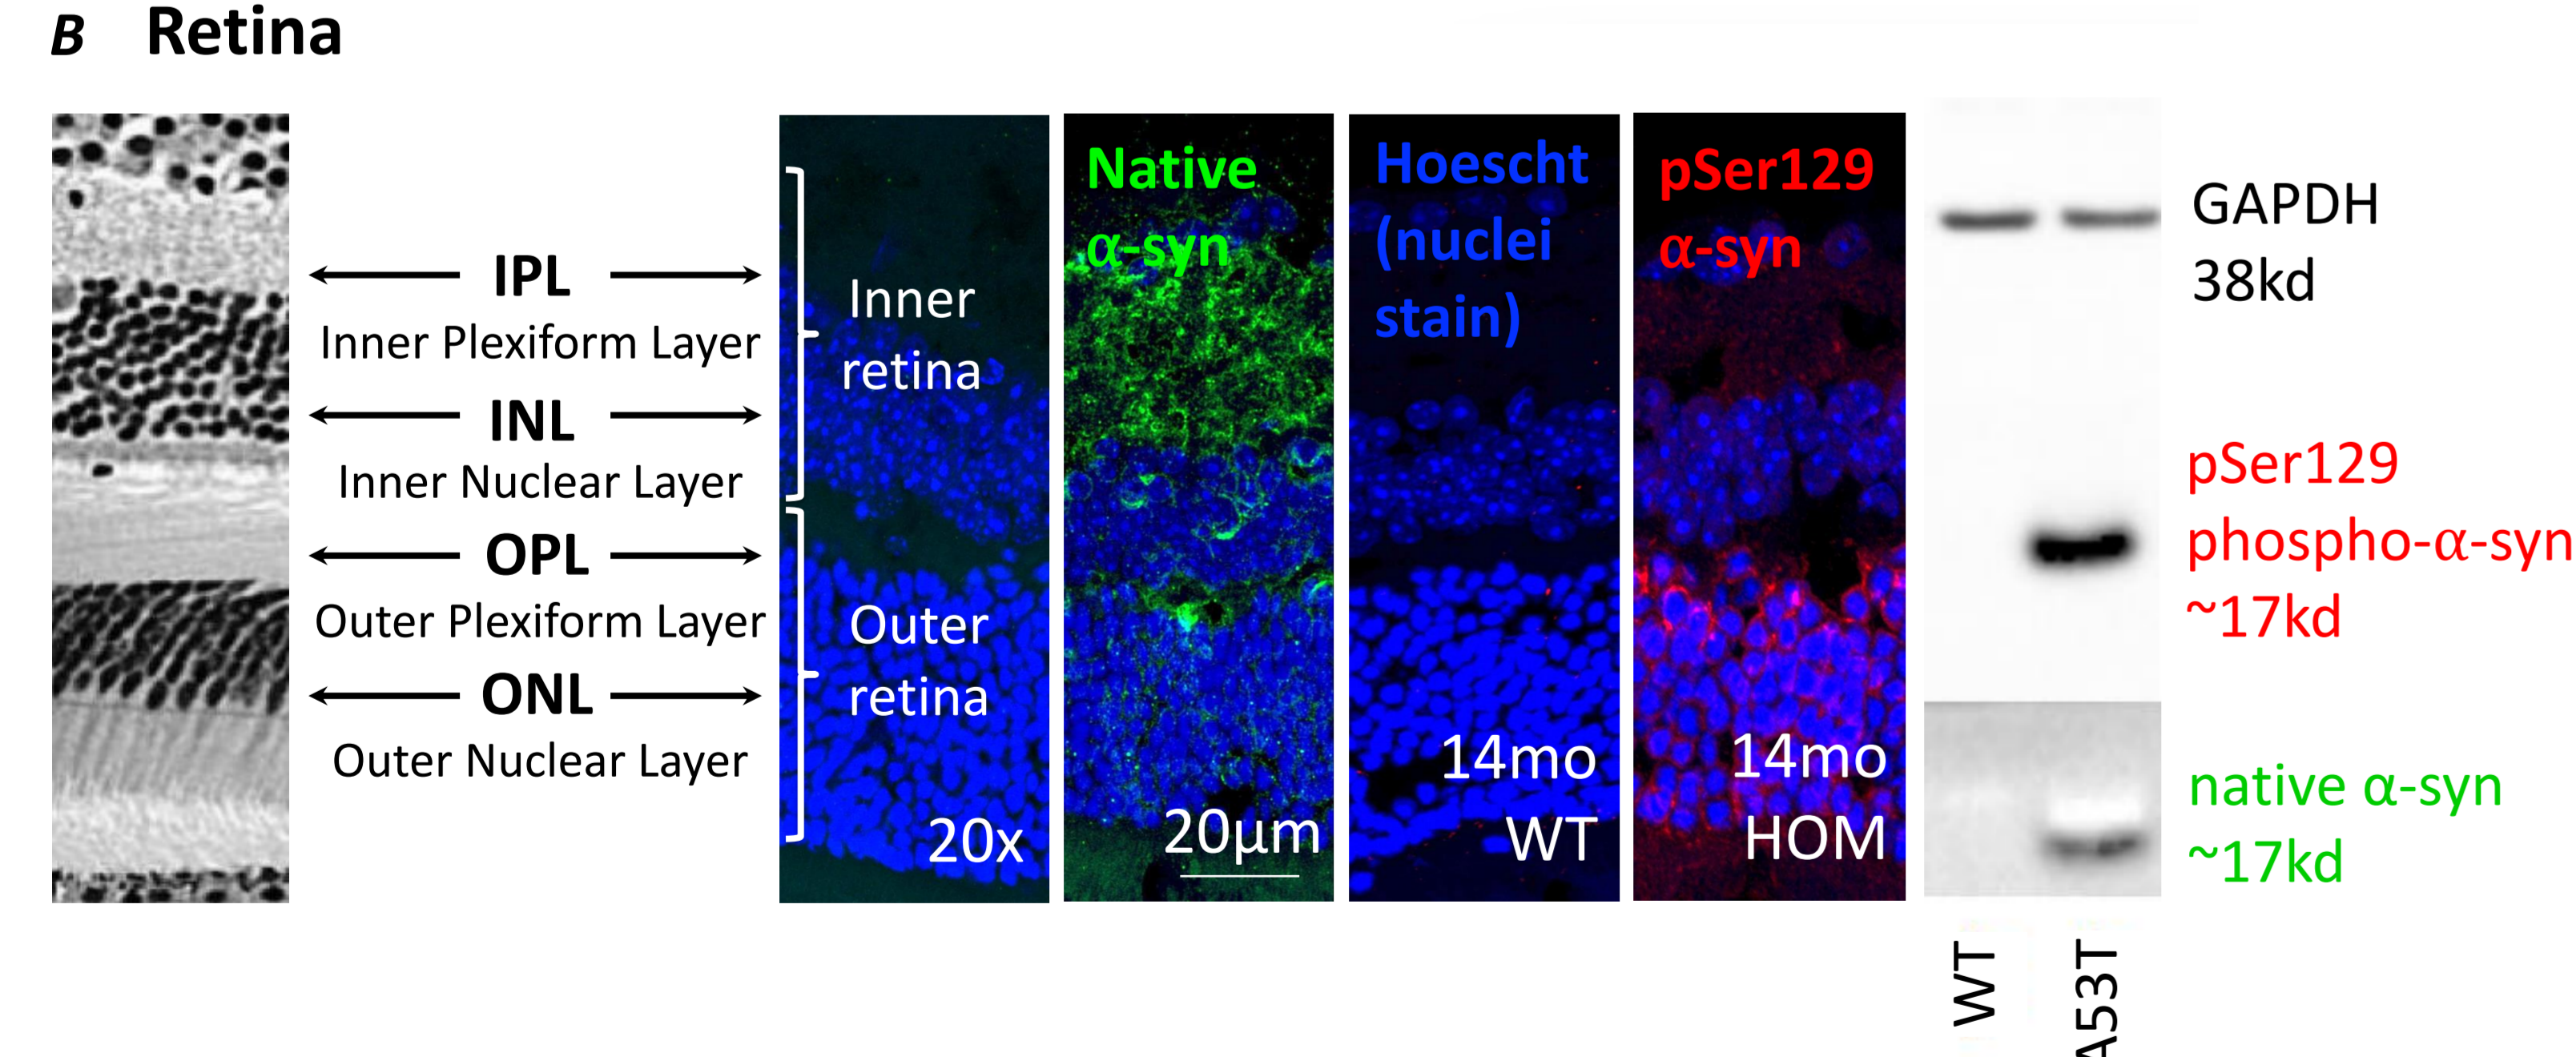 B Retina
IPL
Inner Plexiform Layer
INL
Inner Nuclear Layer
OPL
Outer Plexiform Layer
ONL
Outer Nuclear Layer
Inner
retina
Outer
retina
20x
Native
α-syn
20μm
Hoescht
(nuclei
stain)
14mo
WT
pSer129
α-syn
14mo
HOM
GAPDH
38kd
pSer129
phospho-α-syn
~17kd
native α-syn
~17kd
WT
A53T